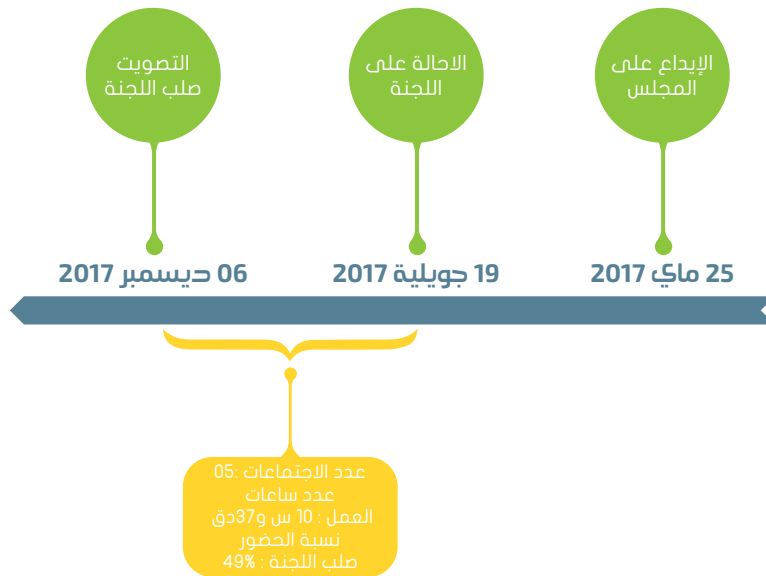 الإيداع على
المجلس
الاحالة على
اللجنة
التصويت
صلب اللجنة
25 ماي 2017
19 جويلية 2017
06 ديسمبر 2017
عدد الاجتماعات :05
عدد ساعات
العمل : 10 س و37دق
نسبة الحضور
صلب اللجنة : 49%